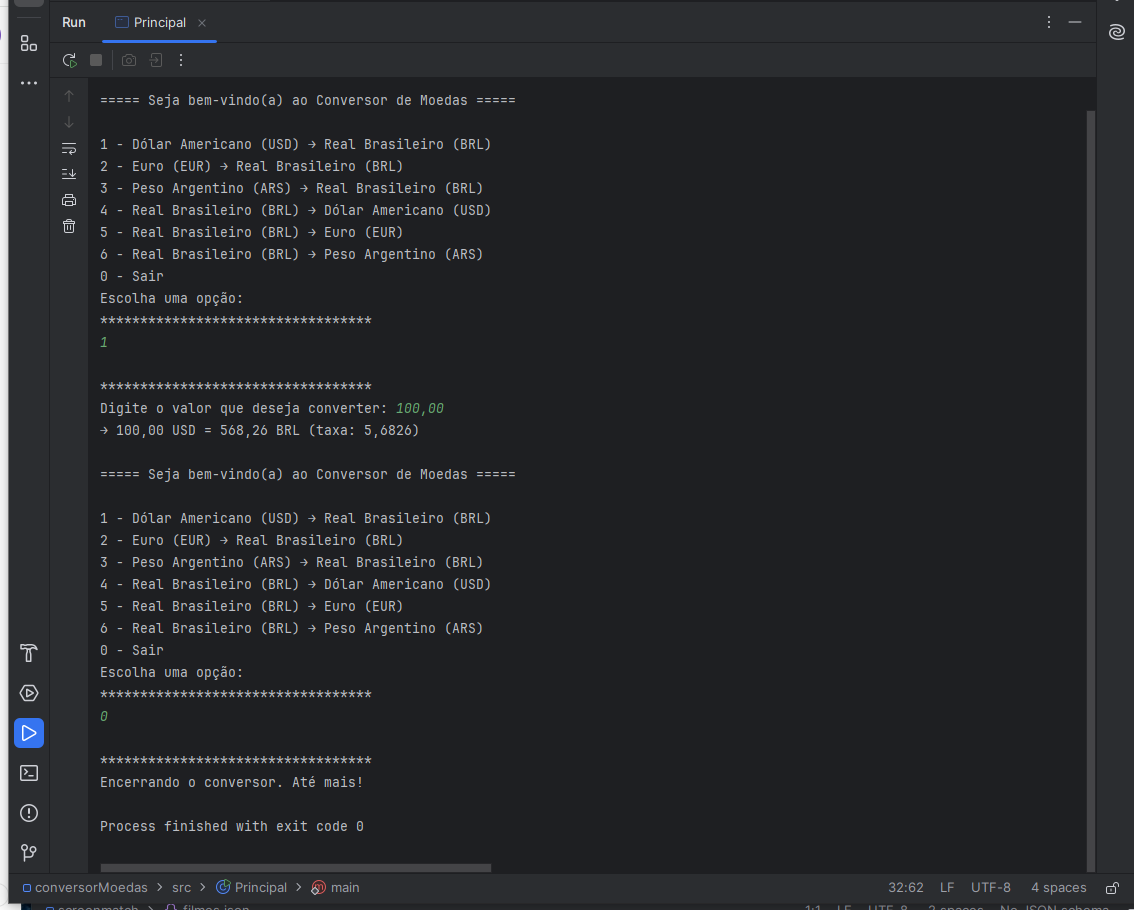 Run Principal
===== Seja bem-vindo(a) ao Conversor de Moedas =====
1 - Dólar Americano (USD) → Real Brasileiro (BRL)
2 - Euro (EUR) → Real Brasileiro (BRL)
3 - Peso Argentino (ARS) → Real Brasileiro (BRL)
4 - Real Brasileiro (BRL) → Dólar Americano (USD)
5 - Real Brasileiro (BRL) → Euro (EUR)
6 - Real Brasileiro (BRL) → Peso Argentino (ARS)
0 - Sair
Escolha uma opção:
**********************************
1
**********************************
Digite o valor que deseja converter: 100,00
→ 100,00 USD = 568,26 BRL (taxa: 5,6826)
===== Seja bem-vindo(a) ao Conversor de Moedas =====
1 - Dólar Americano (USD) → Real Brasileiro (BRL)
2 - Euro (EUR) → Real Brasileiro (BRL)
3 - Peso Argentino (ARS) → Real Brasileiro (BRL)
4 - Real Brasileiro (BRL) → Dólar Americano (USD)
5 - Real Brasileiro (BRL) → Euro (EUR)
6 - Real Brasileiro (BRL) → Peso Argentino (ARS)
0 - Sair
Escolha uma opção:
**********************************
0
**********************************
Encerrando o conversor. Até mais!
Process finished with exit code 0
conversorMoedas > src > Principal > main 32:62 LF UTF-8 4 spaces